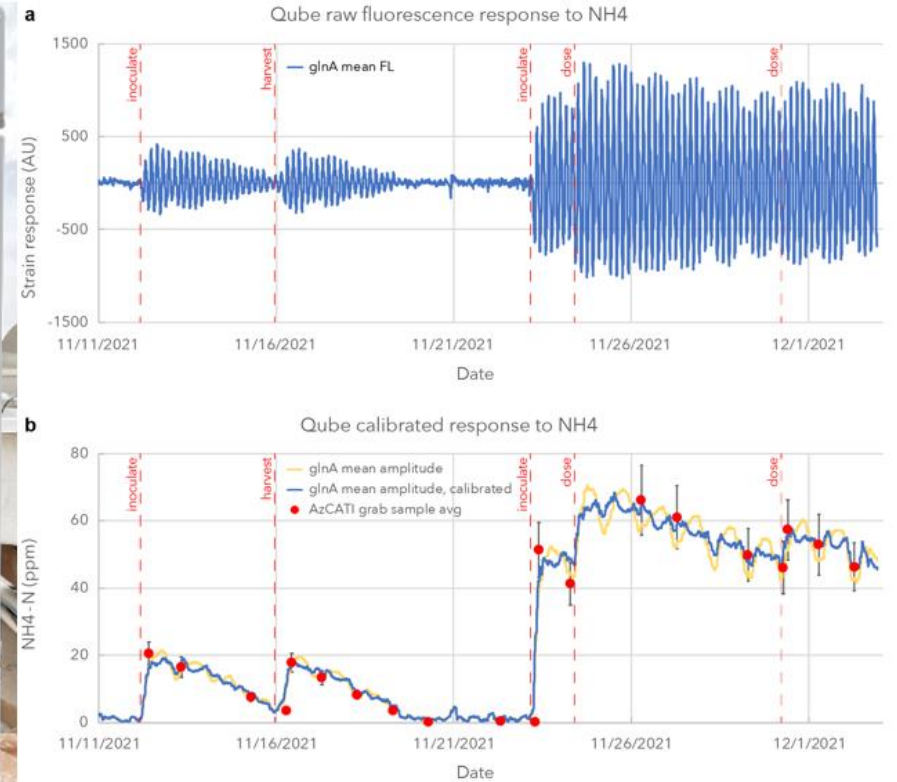 a
Qube raw fluorescence response to NH4
1500
500
-500
-1500
Strain response (AU)
inoculate
harvest
inoculate
dose
dose
glnA mean FL
11/11/2021
11/16/2021
11/21/2021
11/26/2021
12/1/2021
Date
b
Qube calibrated response to NH4
80
60
40
20
0
NH4-N (ppm)
inoculate
harvest
inoculate
dose
dose
glnA mean amplitude
glnA mean amplitude, calibrated
AzCATI grab sample avg
11/11/2021
11/16/2021
11/21/2021
11/26/2021
12/1/2021
Date